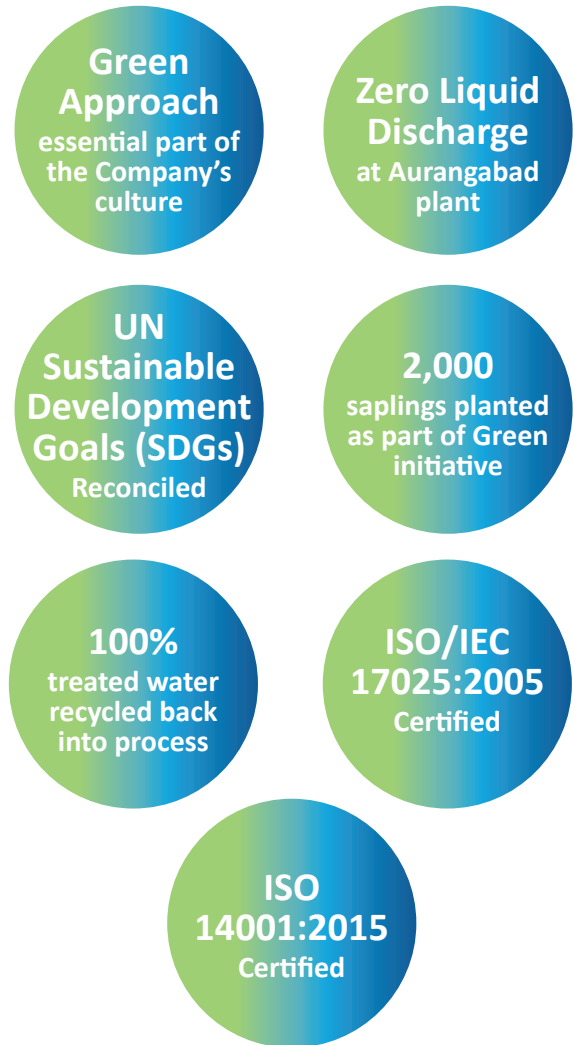 Green
Approach
essential part of
the Company’s
culture
Zero Liquid
Discharge
at Aurangabad
plant
UN
Sustainable
Development
Goals (SDGs)
Reconciled
2,000
saplings planted
as part of Green
initiative
100%
treated water
recycled back
into process
ISO/IEC
17025:2005
Certified
ISO
14001:2015
Certified